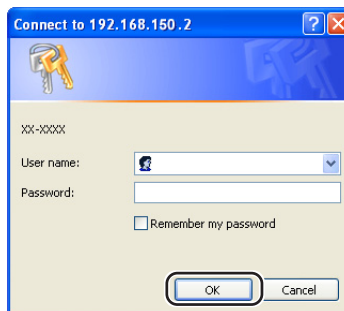 Connect to 192.168.150.2
XX-XXXX
User name:
Password:
Remember my password
OK
Cancel